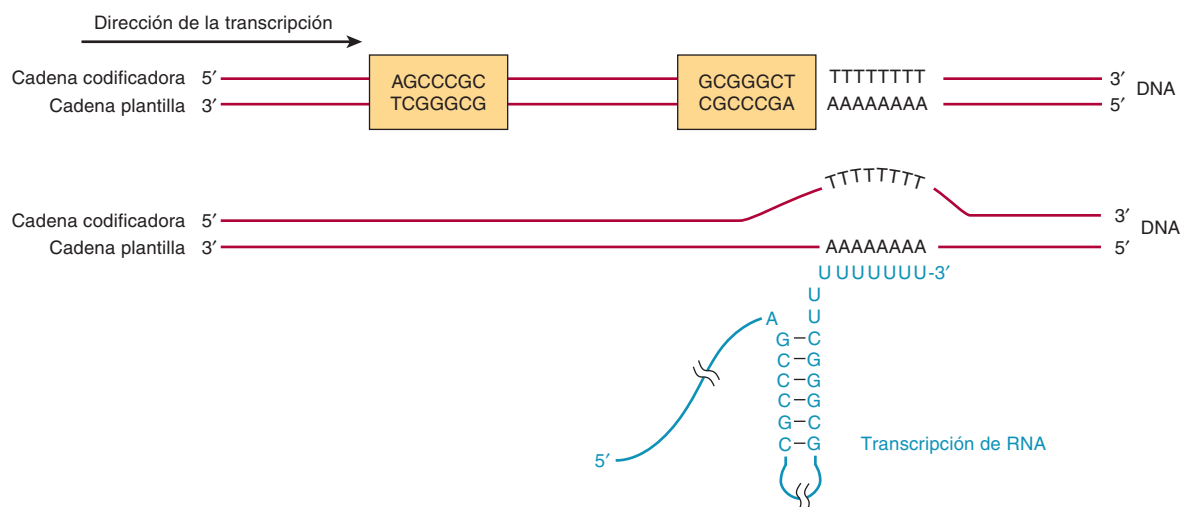 Dirección de la transcripción
Cadena codificadora 5′ AGCCCGC GCGGGCT TTTTTTTT 3′
Cadena plantilla 3′ TCGGGCG CGCCCGA AAAAAAAA 5′
DNA
TTTTTTTT
Cadena codificadora 5′ 3′
Cadena plantilla 3′ AAAAAAAA 5′
DNA
UUUUUUU-3′
U
A U
G–C
C–G
C–G
C–G
G–C
C–G
5′
Transcripción de RNA